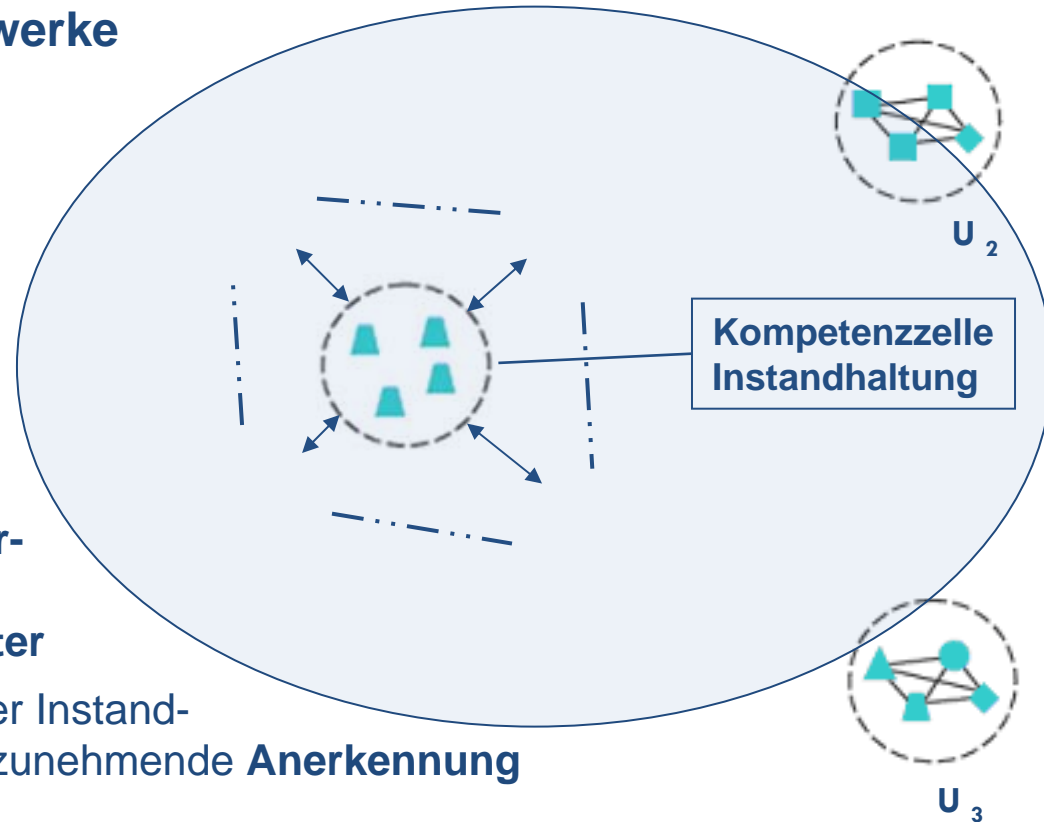 werke
U 2
Kompetenzzelle
Instandhaltung
r-
ter
er Instand-
zunehmende Anerkennung
U 3